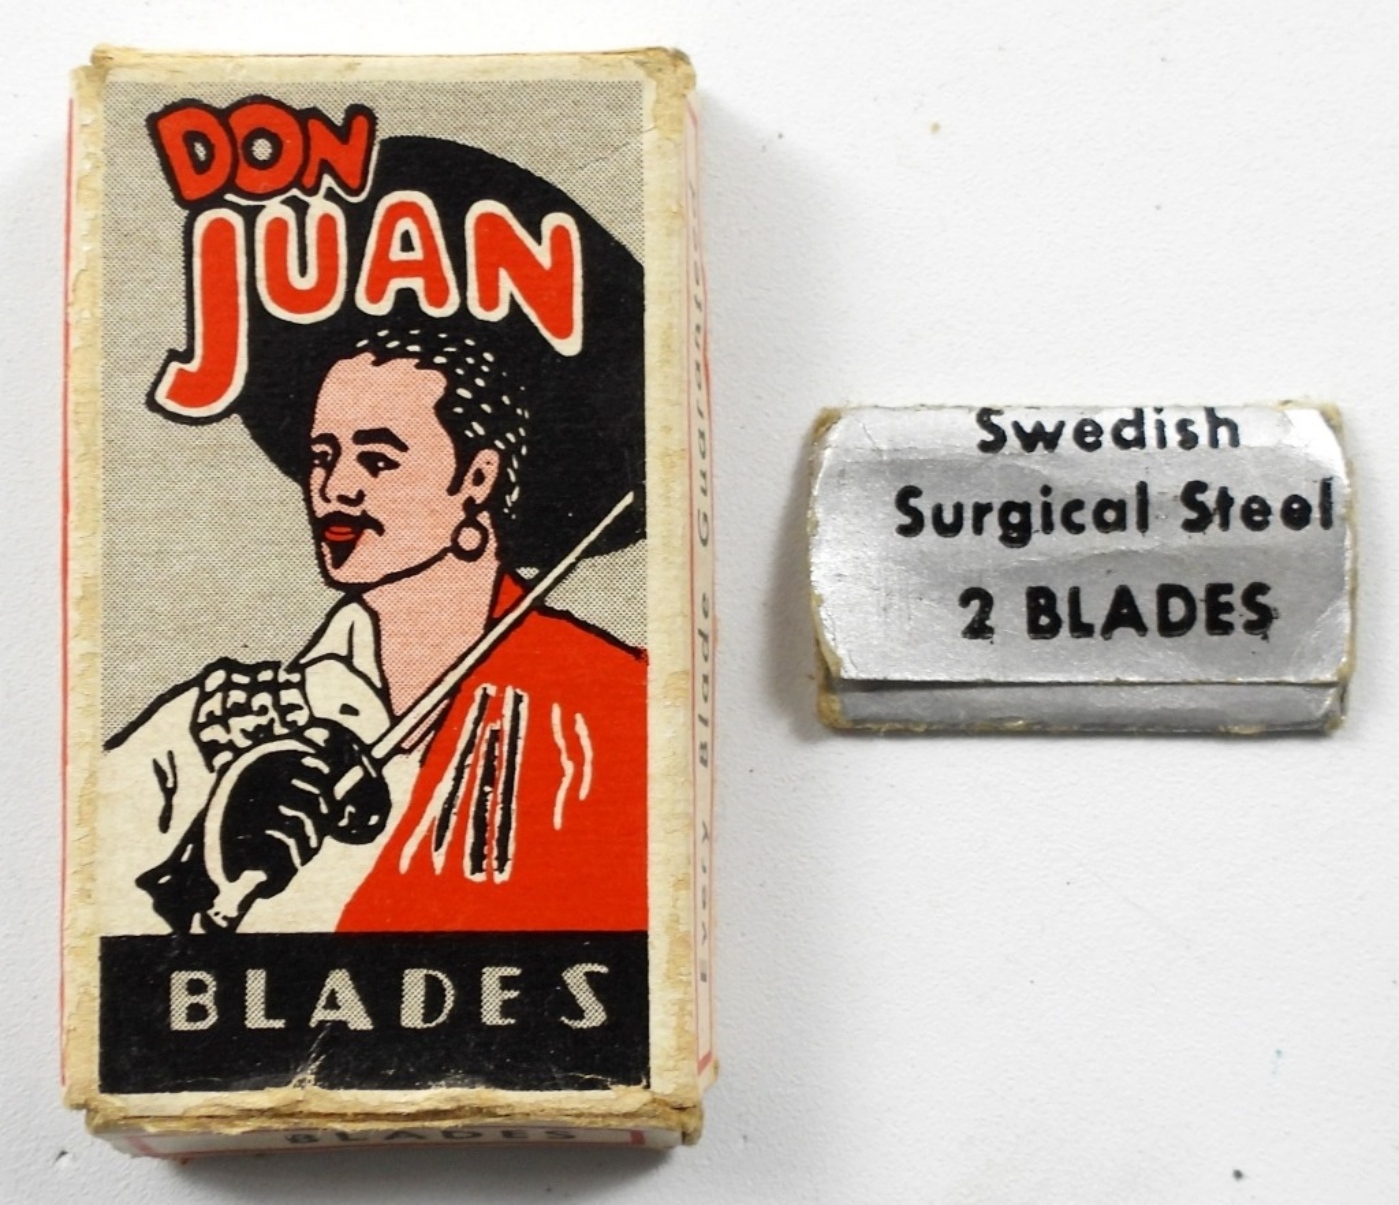 DON
JUAN
BLADES
BLADES
Every Blade Guaranteed
Swedish
Surgical Steel
2 BLADES